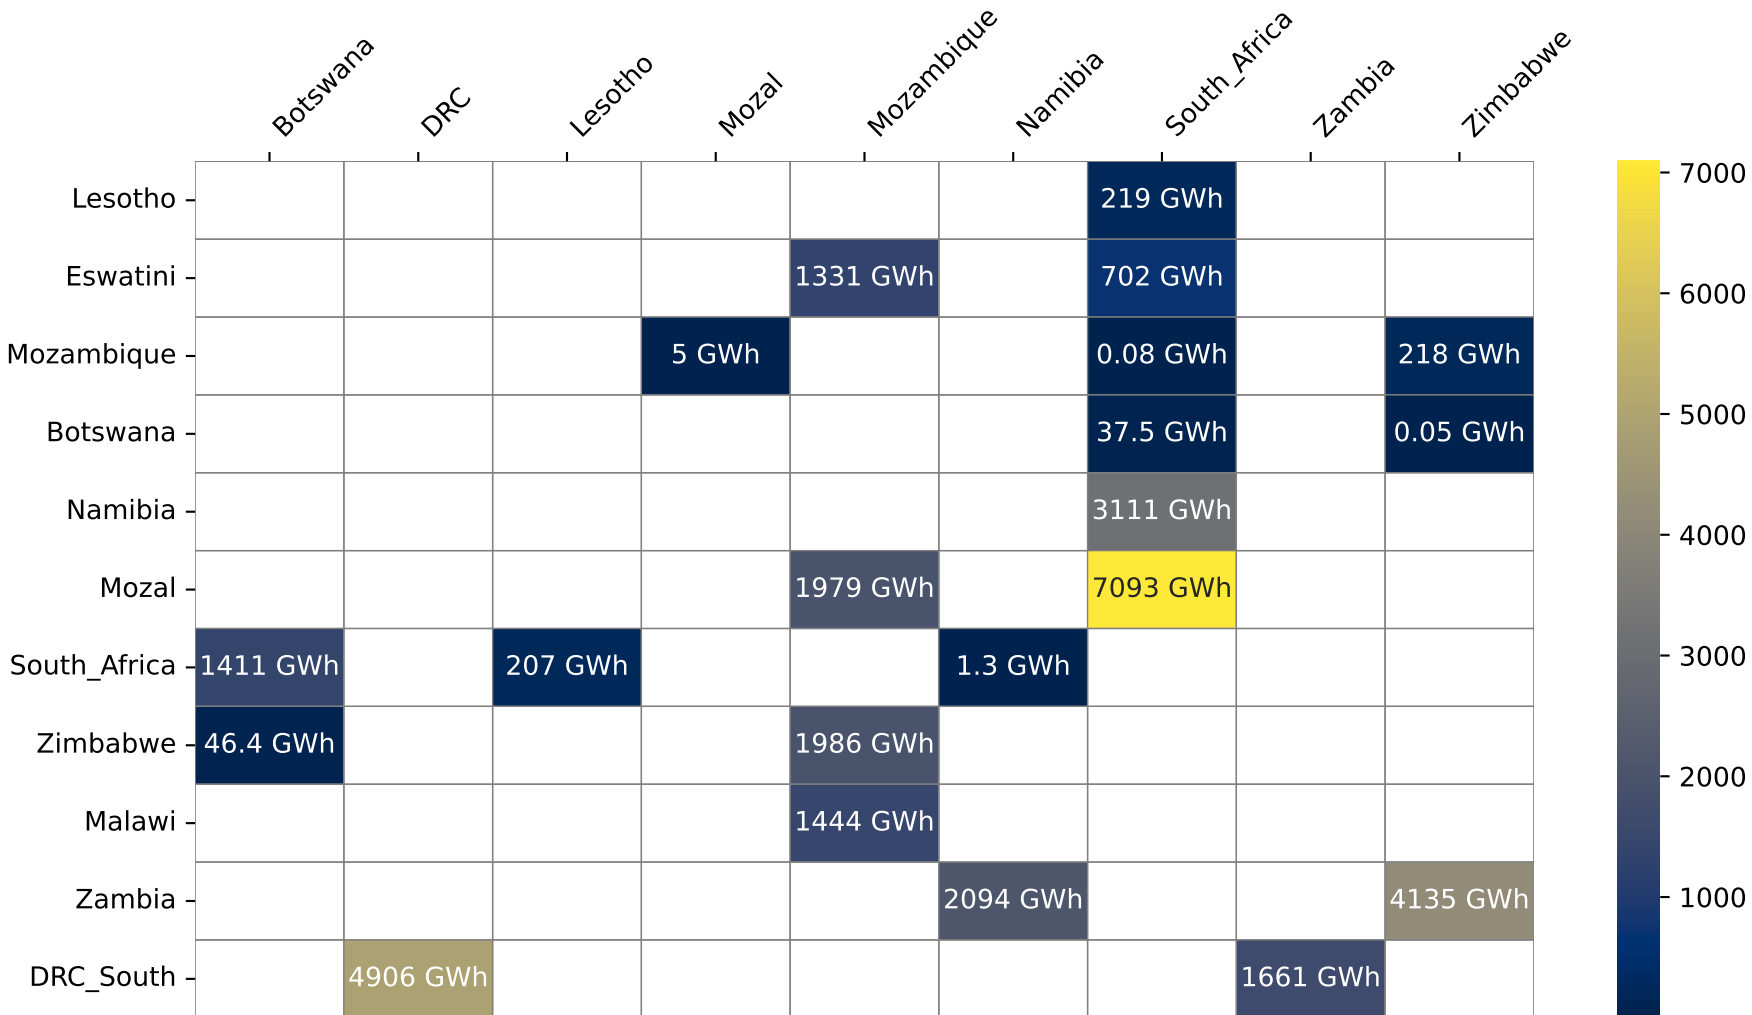 Botswana
DRC
Lesotho
Mozal
Mozambique
Namibia
South_Africa
Zambia
Zimbabwe
Lesotho 219 GWh
Eswatini 1331 GWh 702 GWh
Mozambique 5 GWh 0.08 GWh 218 GWh
Botswana 37.5 GWh 0.05 GWh
Namibia 3111 GWh
Mozal 1979 GWh 7093 GWh
South_Africa 1411 GWh 207 GWh 1.3 GWh
Zimbabwe 46.4 GWh 1986 GWh
Malawi 1444 GWh
Zambia 2094 GWh 4135 GWh
DRC_South 4906 GWh 1661 GWh
7000
6000
5000
4000
3000
2000
1000